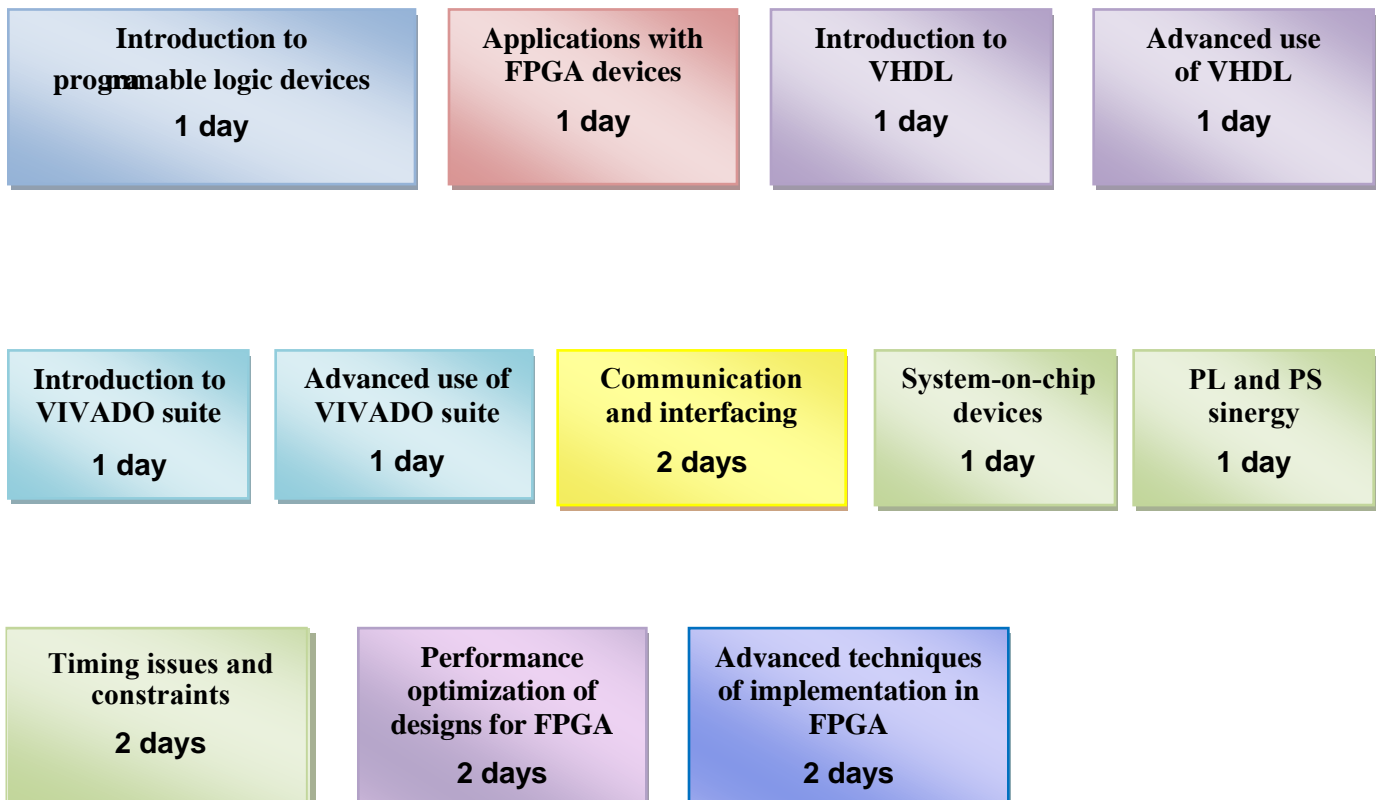 Introduction to
programmable logic devices
1 day
Applications with
FPGA devices
1 day
Introduction to
VHDL
1 day
Advanced use
of VHDL
1 day
Introduction to
VIVADO suite
1 day
Advanced use of
VIVADO suite
1 day
Communication
and interfacing
2 days
System-on-chip
devices
1 day
PL and PS
sinergy
1 day
Timing issues and
constraints
2 days
Performance
optimization of
designs for FPGA
2 days
Advanced techniques
of implementation in
FPGA
2 days